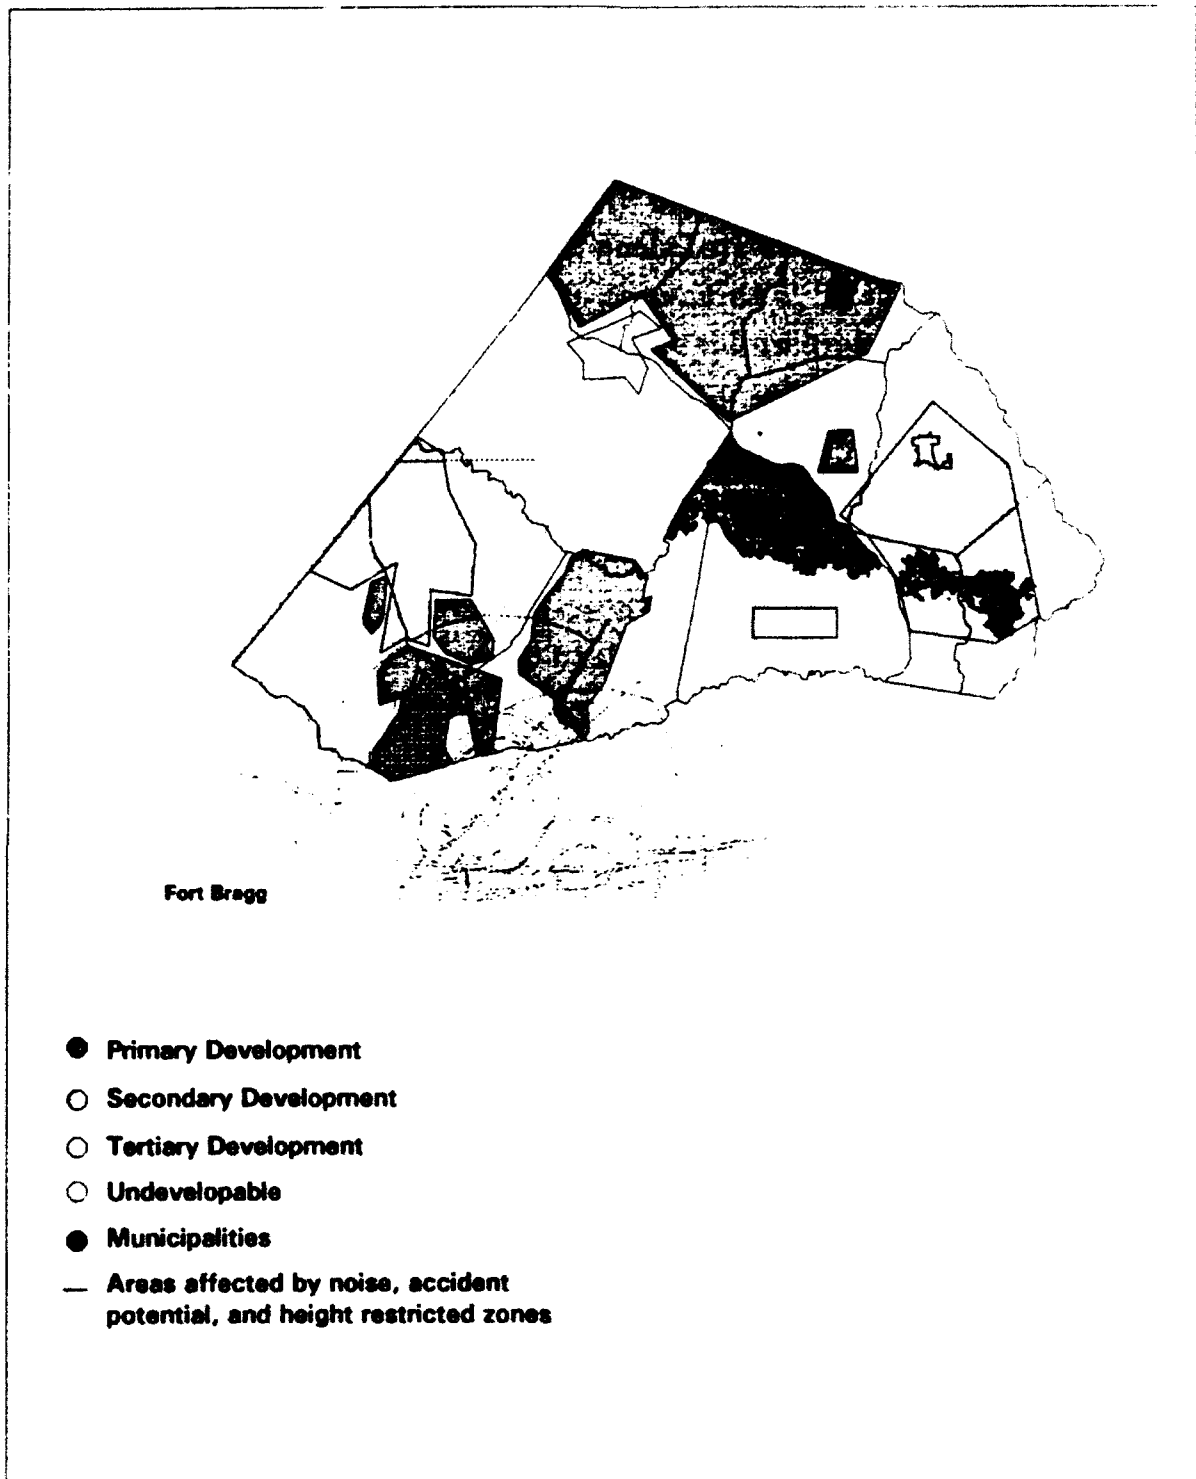 Fort Bragg
Primary Development
Secondary Development
Tertiary Development
Undevelopable
Municipalities
Areas affected by noise, accident
potential, and height restricted zones